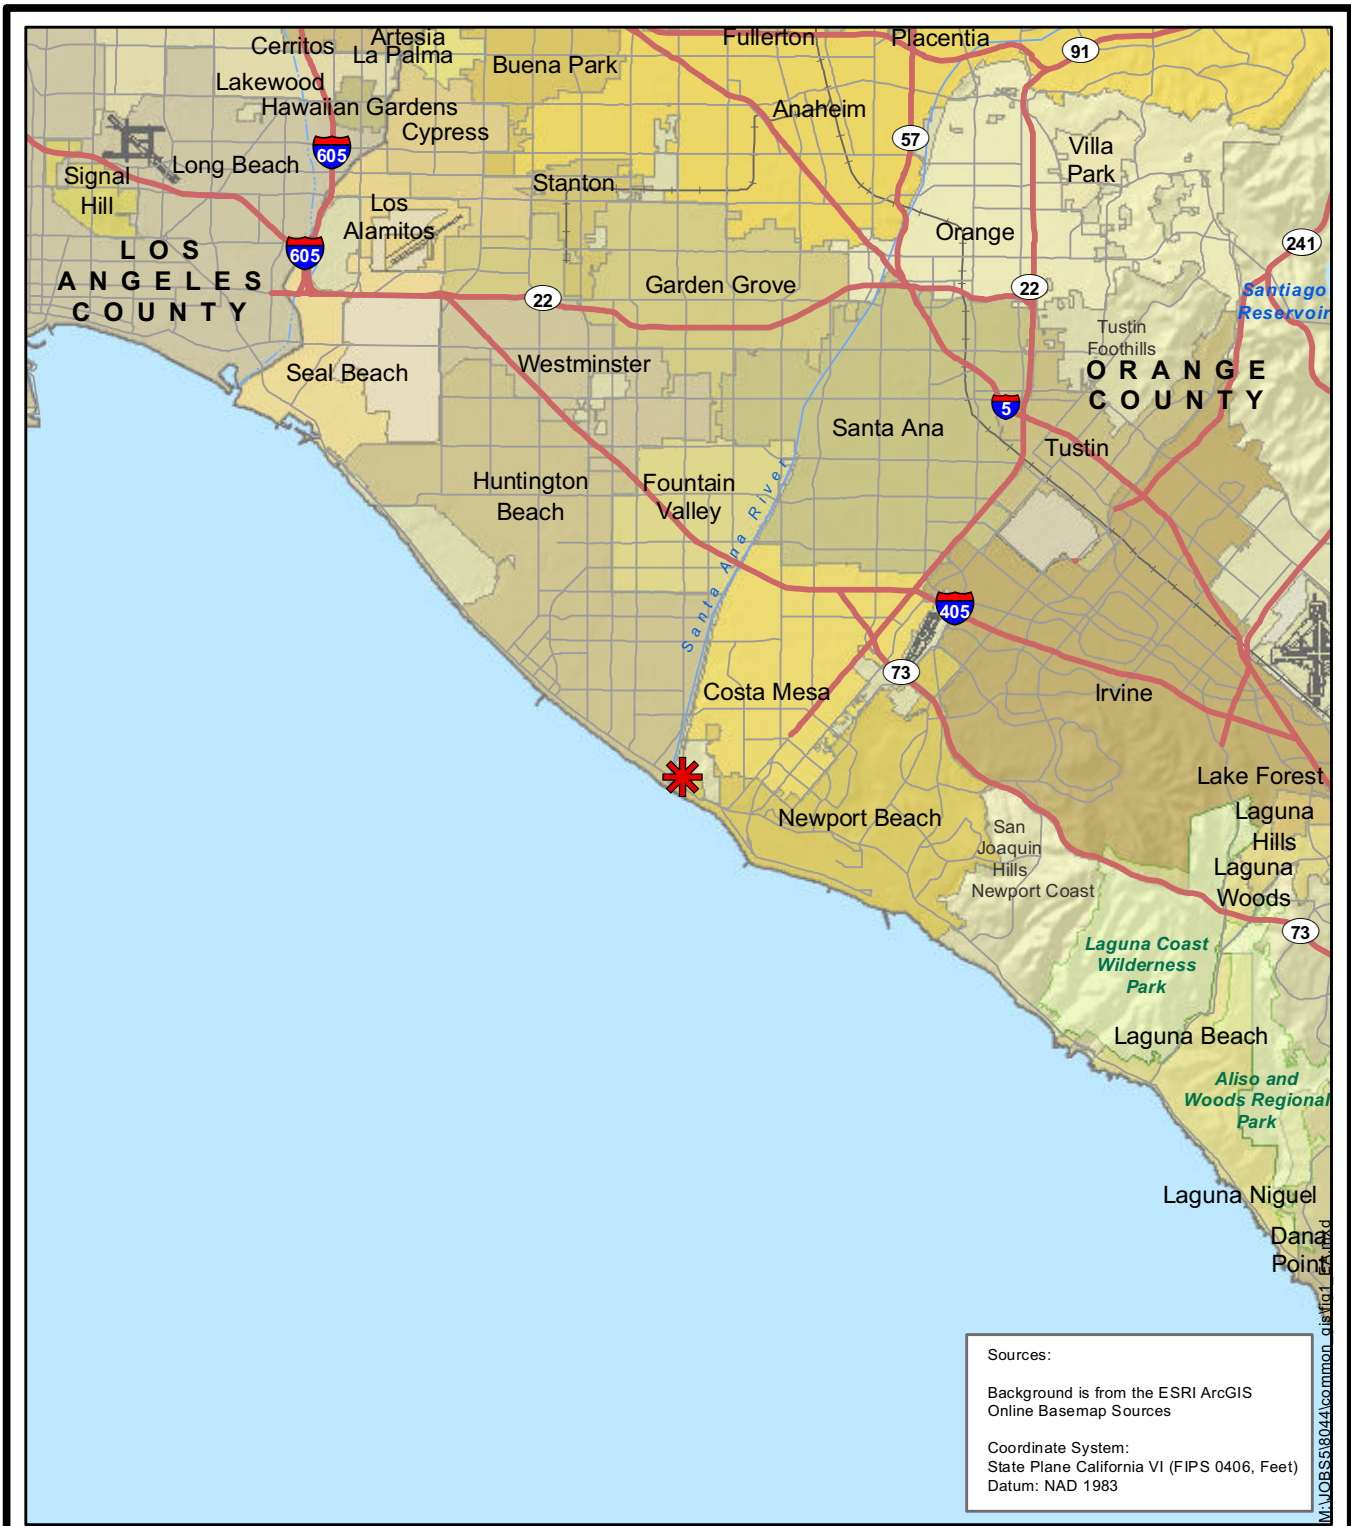 Cerritos
Artesia
La Palma
Fullerton
Placentia
91
Buena Park
Lakewood
Hawaiian Gardens
Cypress
Anaheim
57
605
Long Beach
Villa
Park
Signal
Hill
Stanton
Los
Alamitos
Orange
241
LOS
ANGELES
COUNTY
605
Garden Grove
22
22
Santiago
Reservoir
Tustin
Foothills
Seal Beach
Westminster
ORANGE
COUNTY
5
Santa Ana
Tustin
Huntington
Beach
Fountain
Valley
Santa Ana River
405
73
Costa Mesa
Irvine
Lake Forest
Newport Beach
Laguna
Hills
San
Joaquin
Hills
Newport Coast
Laguna
Woods
73
Laguna Coast
Wilderness
Park
Laguna Beach
Aliso and
Woods Regional
Park
Laguna Niguel
Dana
Point
Sources:
Background is from the ESRI ArcGIS
Online Basemap Sources
Coordinate System:
State Plane California VI (FIPS 0406, Feet)
Datum: NAD 1983
M:\JOBS5\8044\common_gis\fig1_EA.mxd